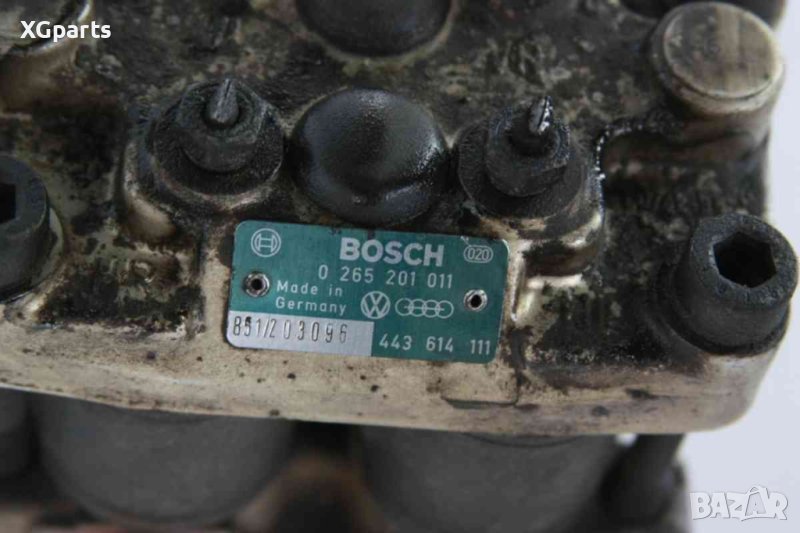 XGparts
BOSCH
020
0 265 201 011
Made in
Germany
851/203096
443 614 111
BAZAR